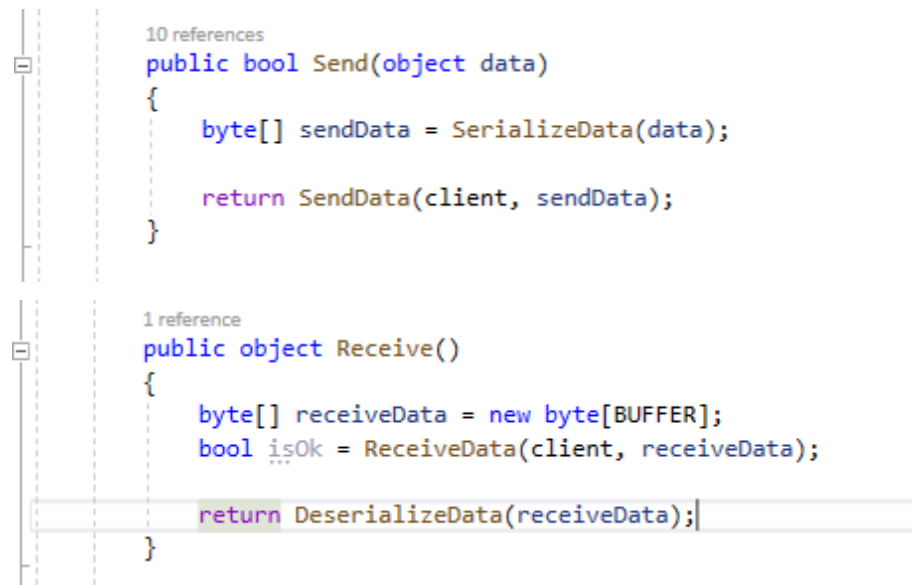 10 references
public bool Send(object data)
{
byte[] sendData = SerializeData(data);
return SendData(client, sendData);
}
1 reference
public object Receive()
{
byte[] receiveData = new byte[BUFFER];
bool isOk = ReceiveData(client, receiveData);
return DeserializeData(receiveData);
}